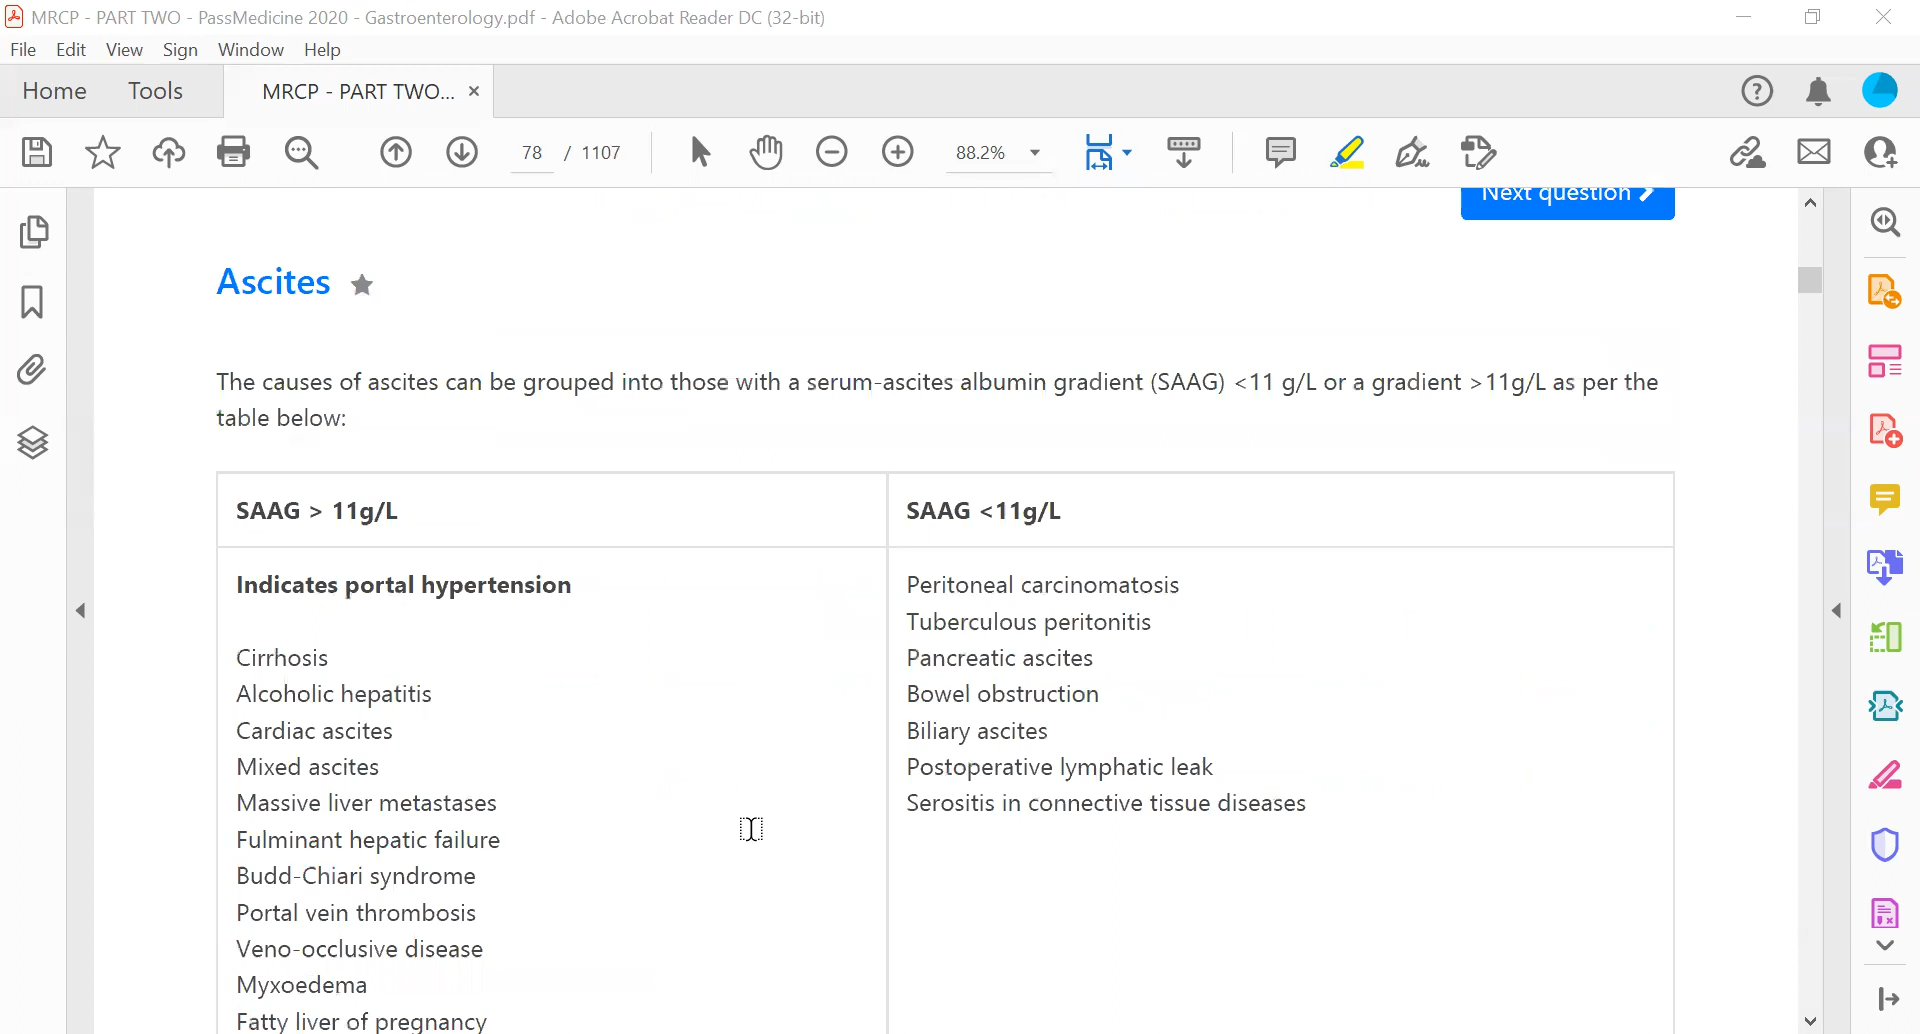 MRCP - PART TWO - PassMedicine 2020 - Gastroenterology.pdf - Adobe Acrobat Reader DC (32-bit)
File Edit View Sign Window Help
Home Tools MRCP - PART TWO... ×
78 / 1107 88.2%
Next question
Ascites
The causes of ascites can be grouped into those with a serum-ascites albumin gradient (SAAG) <11 g/L or a gradient >11g/L as per the
table below:
SAAG > 11g/L
Indicates portal hypertension
Cirrhosis
Alcoholic hepatitis
Cardiac ascites
Mixed ascites
Massive liver metastases
Fulminant hepatic failure
Budd-Chiari syndrome
Portal vein thrombosis
Veno-occlusive disease
Myxoedema
Fatty liver of pregnancy
SAAG <11g/L
Peritoneal carcinomatosis
Tuberculous peritonitis
Pancreatic ascites
Bowel obstruction
Biliary ascites
Postoperative lymphatic leak
Serositis in connective tissue diseases